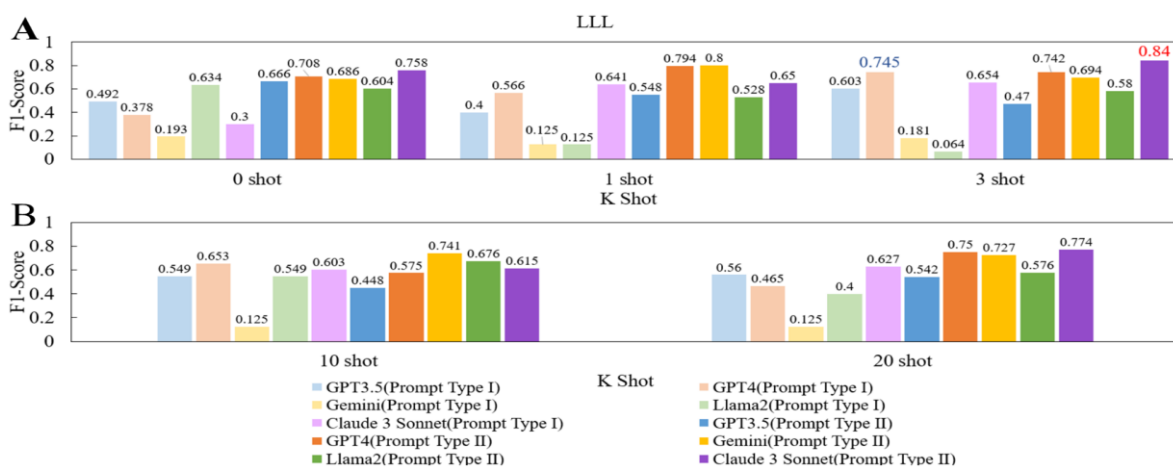 LLL
A
F1-Score
1
0.8
0.6
0.4
0.2
0
0.492
0.378
0.193
0.634
0.3
0.666
0.708
0.686
0.604
0.758
0.4
0.566
0.125
0.125
0.641
0.548
0.794
0.8
0.528
0.65
0.603
0.745
0.181
0.064
0.654
0.47
0.742
0.694
0.58
0.84
0 shot
1 shot
3 shot
K Shot
B
F1-Score
1
0.8
0.6
0.4
0.2
0
0.549
0.653
0.125
0.549
0.603
0.448
0.575
0.741
0.676
0.615
0.56
0.465
0.125
0.4
0.627
0.542
0.75
0.727
0.576
0.774
10 shot
20 shot
K Shot
GPT3.5(Prompt Type I)
GPT4(Prompt Type I)
Gemini(Prompt Type I)
Llama2(Prompt Type I)
Claude 3 Sonnet(Prompt Type I)
GPT3.5(Prompt Type II)
GPT4(Prompt Type II)
Gemini(Prompt Type II)
Llama2(Prompt Type II)
Claude 3 Sonnet(Prompt Type II)